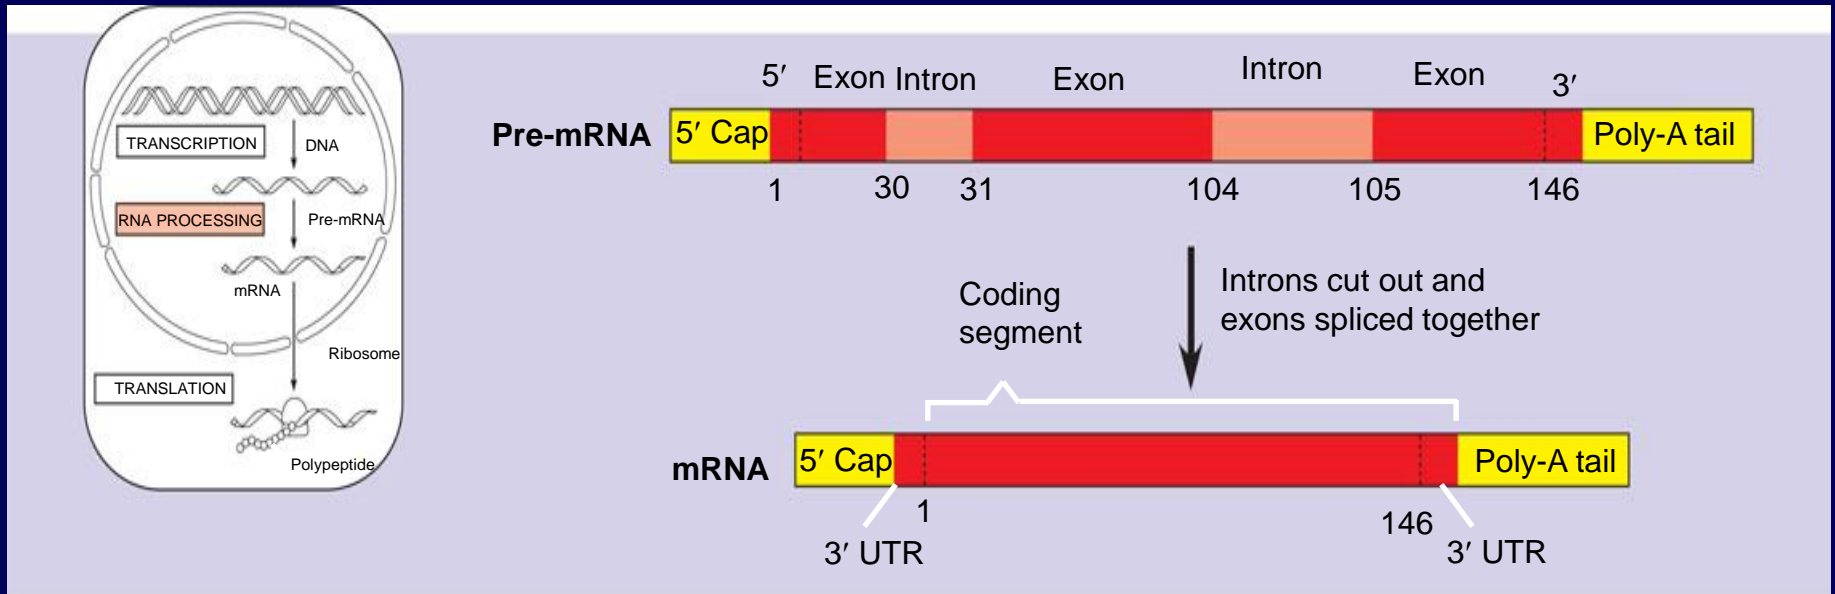 TRANSCRIPTION
DNA
RNA PROCESSING
Pre-mRNA
mRNA
Ribosome
TRANSLATION
Polypeptide
5′ Exon Intron Exon Intron Exon 3′
Pre-mRNA 5′ Cap Poly-A tail
1 30 31 104 105 146
Coding
segment
Introns cut out and
exons spliced together
mRNA 5′ Cap Poly-A tail
1 146
3′ UTR 3′ UTR